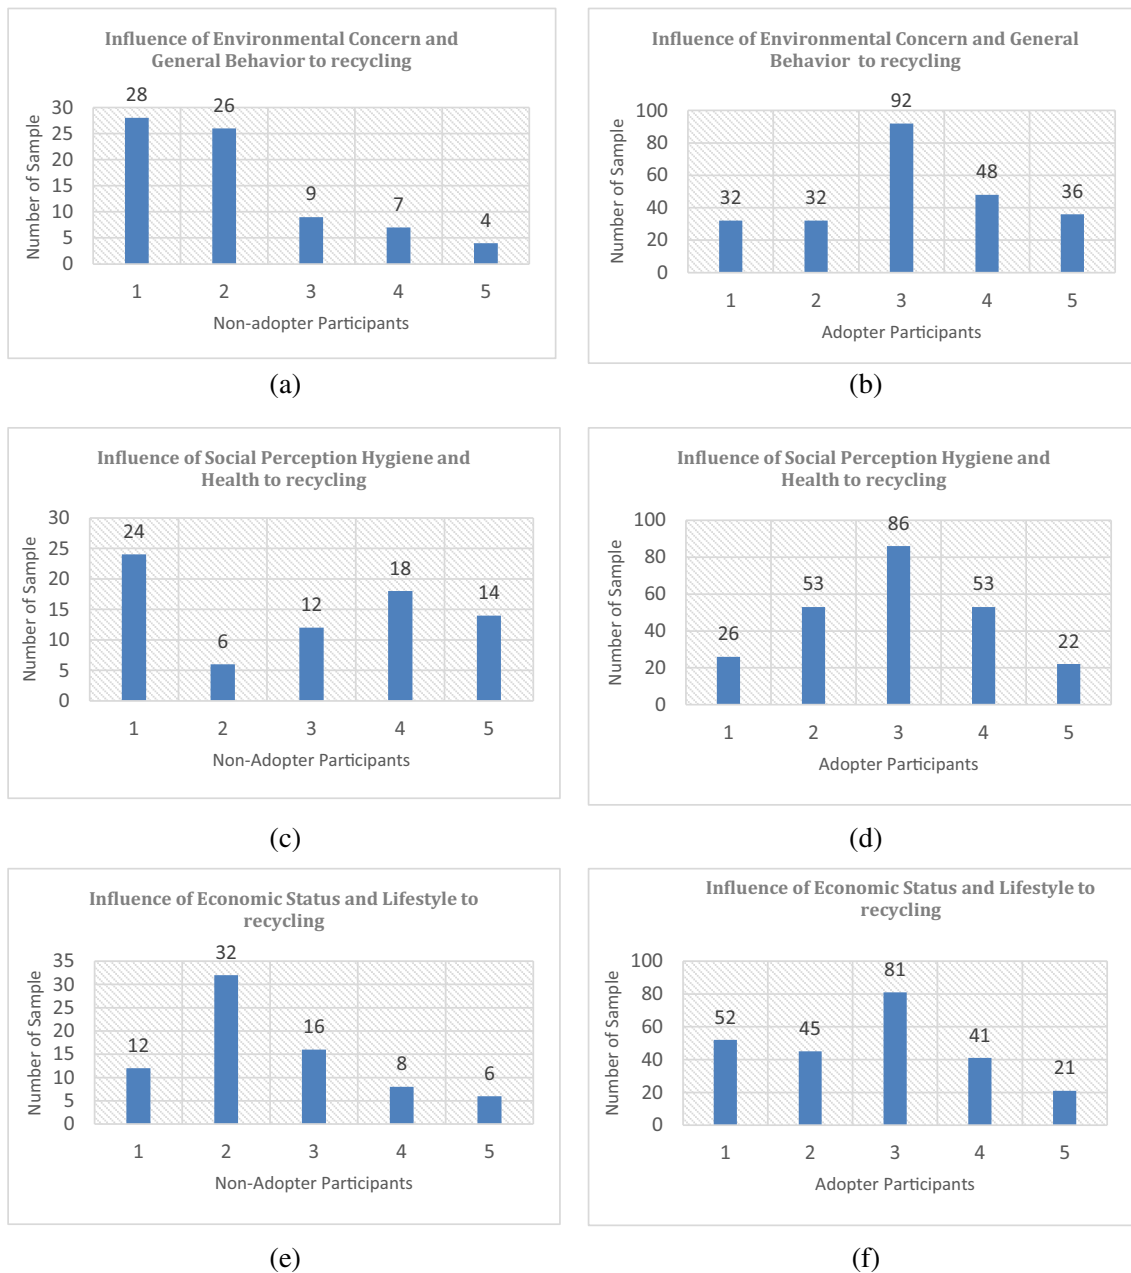 Influence of Environmental Concern and
General Behavior to recycling
Number of Sample
30
25
20
15
10
5
0
28
26
9
7
4
1 2 3 4 5
Non-adopter Participants
(a)
Influence of Environmental Concern and General
Behavior to recycling
Number of Sample
100
80
60
40
20
0
32
32
92
48
36
1 2 3 4 5
Adopter Participants
(b)
Influence of Social Perception Hygiene and
Health to recycling
Number of Sample
30
25
20
15
10
5
0
24
6
12
18
14
1 2 3 4 5
Non-Adopter Participants
(c)
Influence of Social Perception Hygiene and
Health to recycling
Number of Sample
100
80
60
40
20
0
26
53
86
53
22
1 2 3 4 5
Adopter Participants
(d)
Influence of Economic Status and Lifestyle to
recycling
Number of Sample
35
30
25
20
15
10
5
0
12
32
16
8
6
1 2 3 4 5
Non-Adopter Participants
(e)
Influence of Economic Status and Lifestyle to
recycling
Number of Sample
100
80
60
40
20
0
52
45
81
41
21
1 2 3 4 5
Adopter Participants
(f)